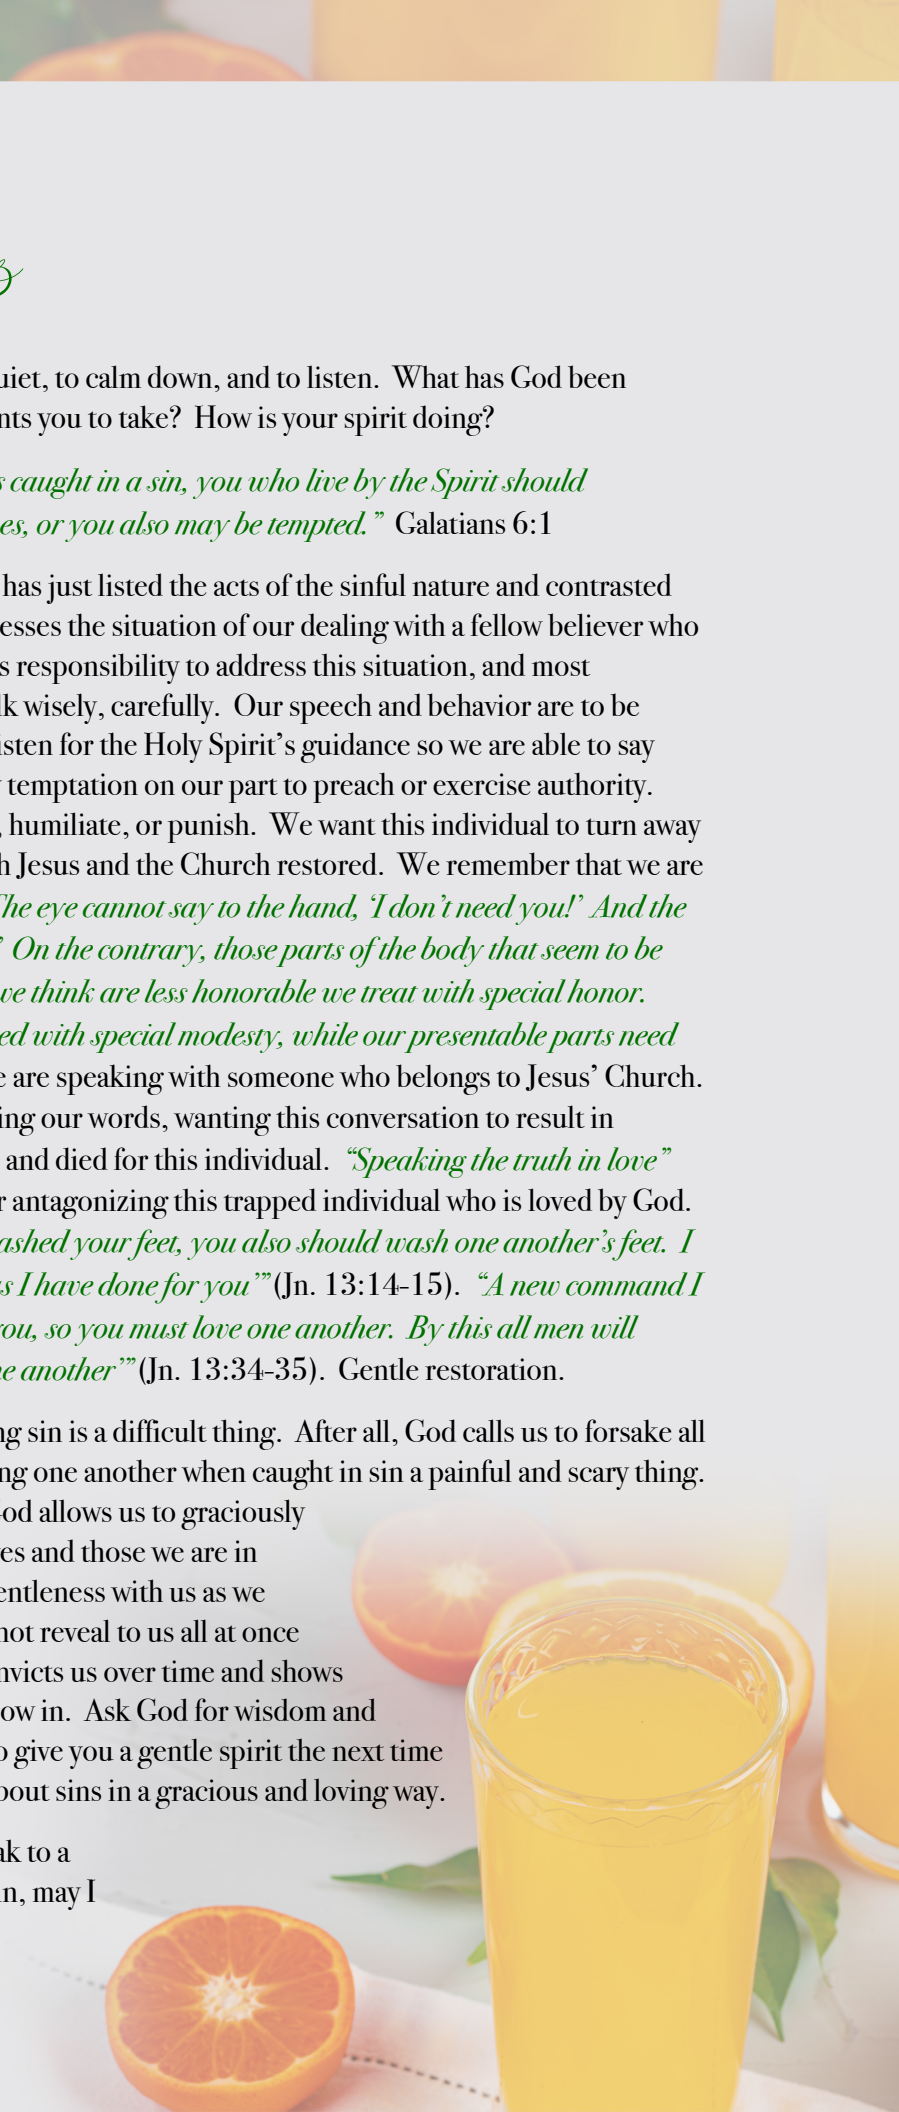 uiet, to calm down, and to listen.  What has God been
nts you to take?  How is your spirit doing?
s caught in a sin, you who live by the Spirit should
es, or you also may be tempted.”  Galatians 6:1
has just listed the acts of the sinful nature and contrasted
esses the situation of our dealing with a fellow believer who
s responsibility to address this situation, and most
lk wisely, carefully.  Our speech and behavior are to be
isten for the Holy Spirit’s guidance so we are able to say
temptation on our part to preach or exercise authority.
, humiliate, or punish.  We want this individual to turn away
h Jesus and the Church restored.  We remember that we are
The eye cannot say to the hand, ‘I don’t need you!’  And the
’  On the contrary, those parts of the body that seem to be
we think are less honorable we treat with special honor.
ed with special modesty, while our presentable parts need
e are speaking with someone who belongs to Jesus’ Church.
ing our words, wanting this conversation to result in
and died for this individual.  “Speaking the truth in love”
r antagonizing this trapped individual who is loved by God.
ashed your feet, you also should wash one another’s feet.  I
s I have done for you’” (Jn. 13:14-15).  “A new command I
you, so you must love one another.  By this all men will
ne another’” (Jn. 13:34-35).  Gentle restoration.
ng sin is a difficult thing.  After all, God calls us to forsake all
ng one another when caught in sin a painful and scary thing.
God allows us to graciously
es and those we are in
entleness with us as we
not reveal to us all at once
nvicts us over time and shows
ow in.  Ask God for wisdom and
o give you a gentle spirit the next time
bout sins in a gracious and loving way.
ak to a
in, may I